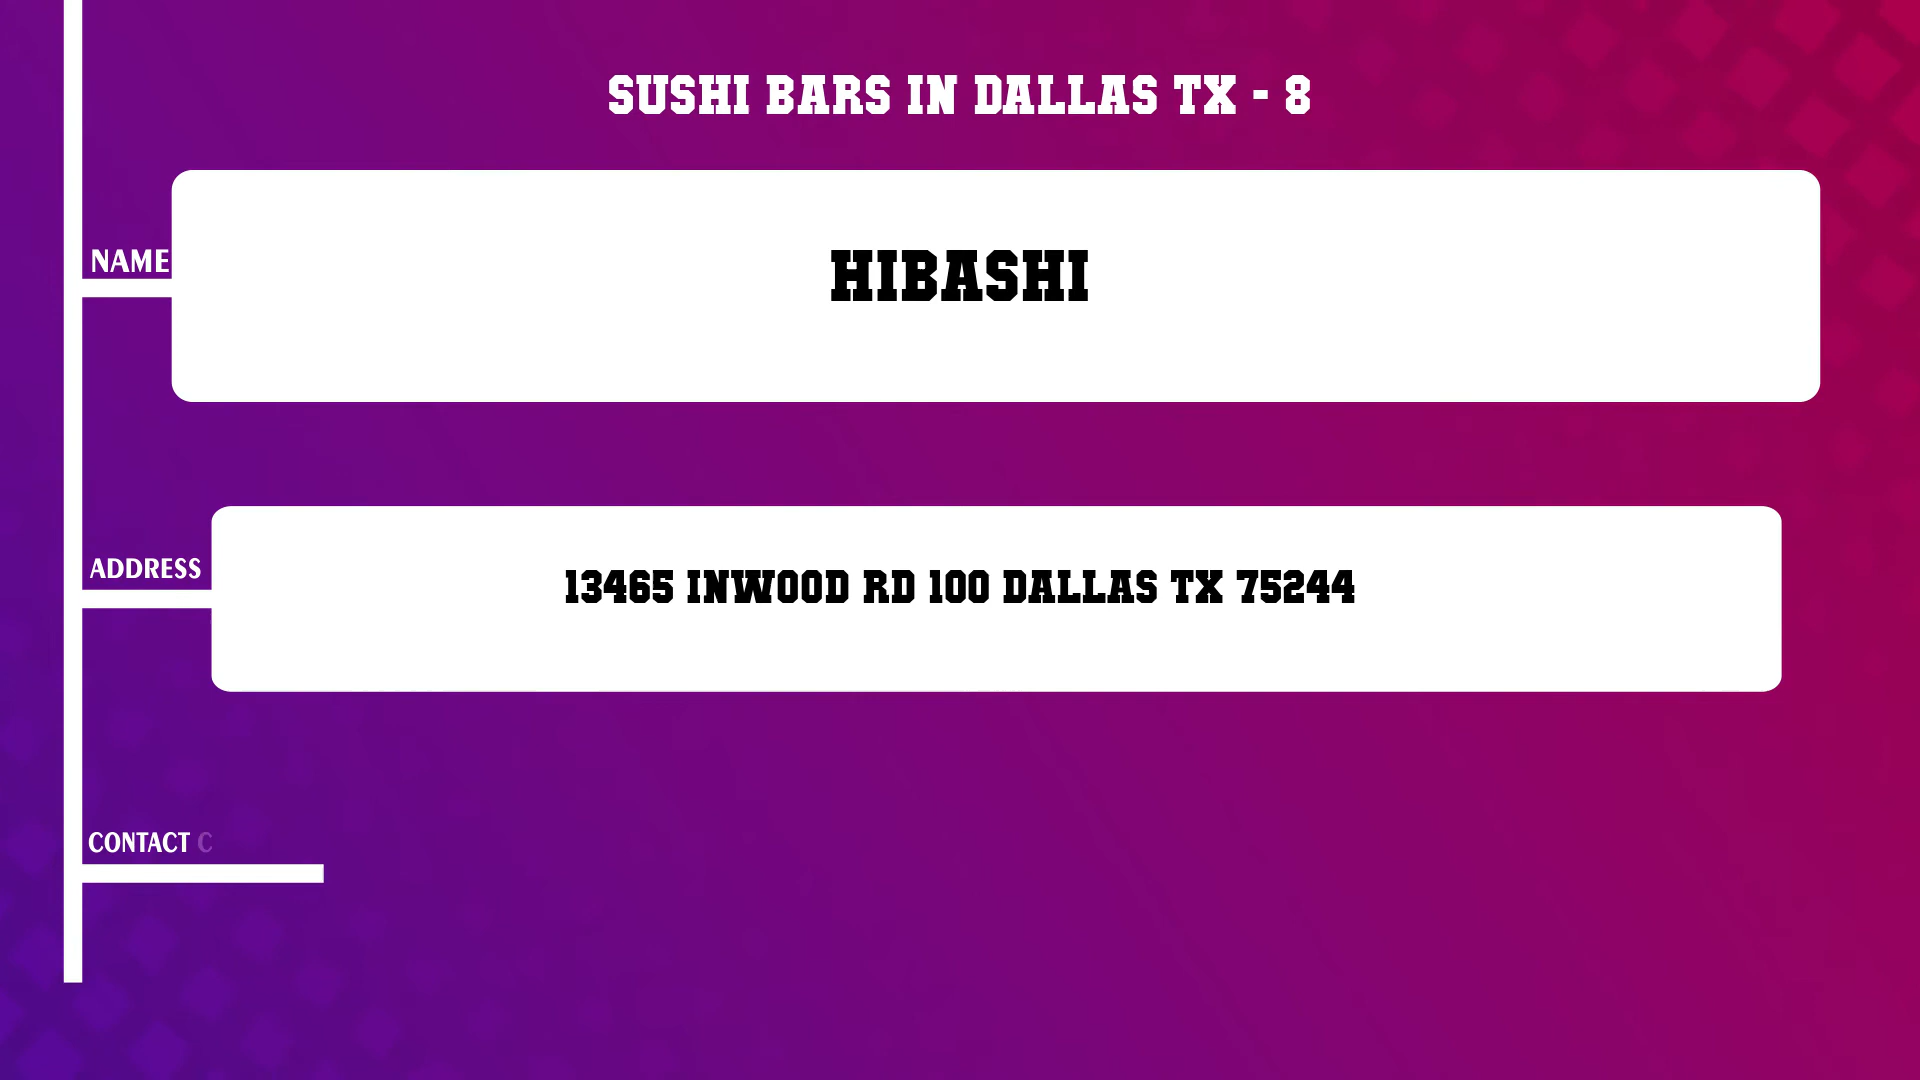 SUSHI BARS IN DALLAS TX - 8
NAME
HIBASHI
ADDRESS
13465 INWOOD RD 100 DALLAS TX 75244
CONTACT C